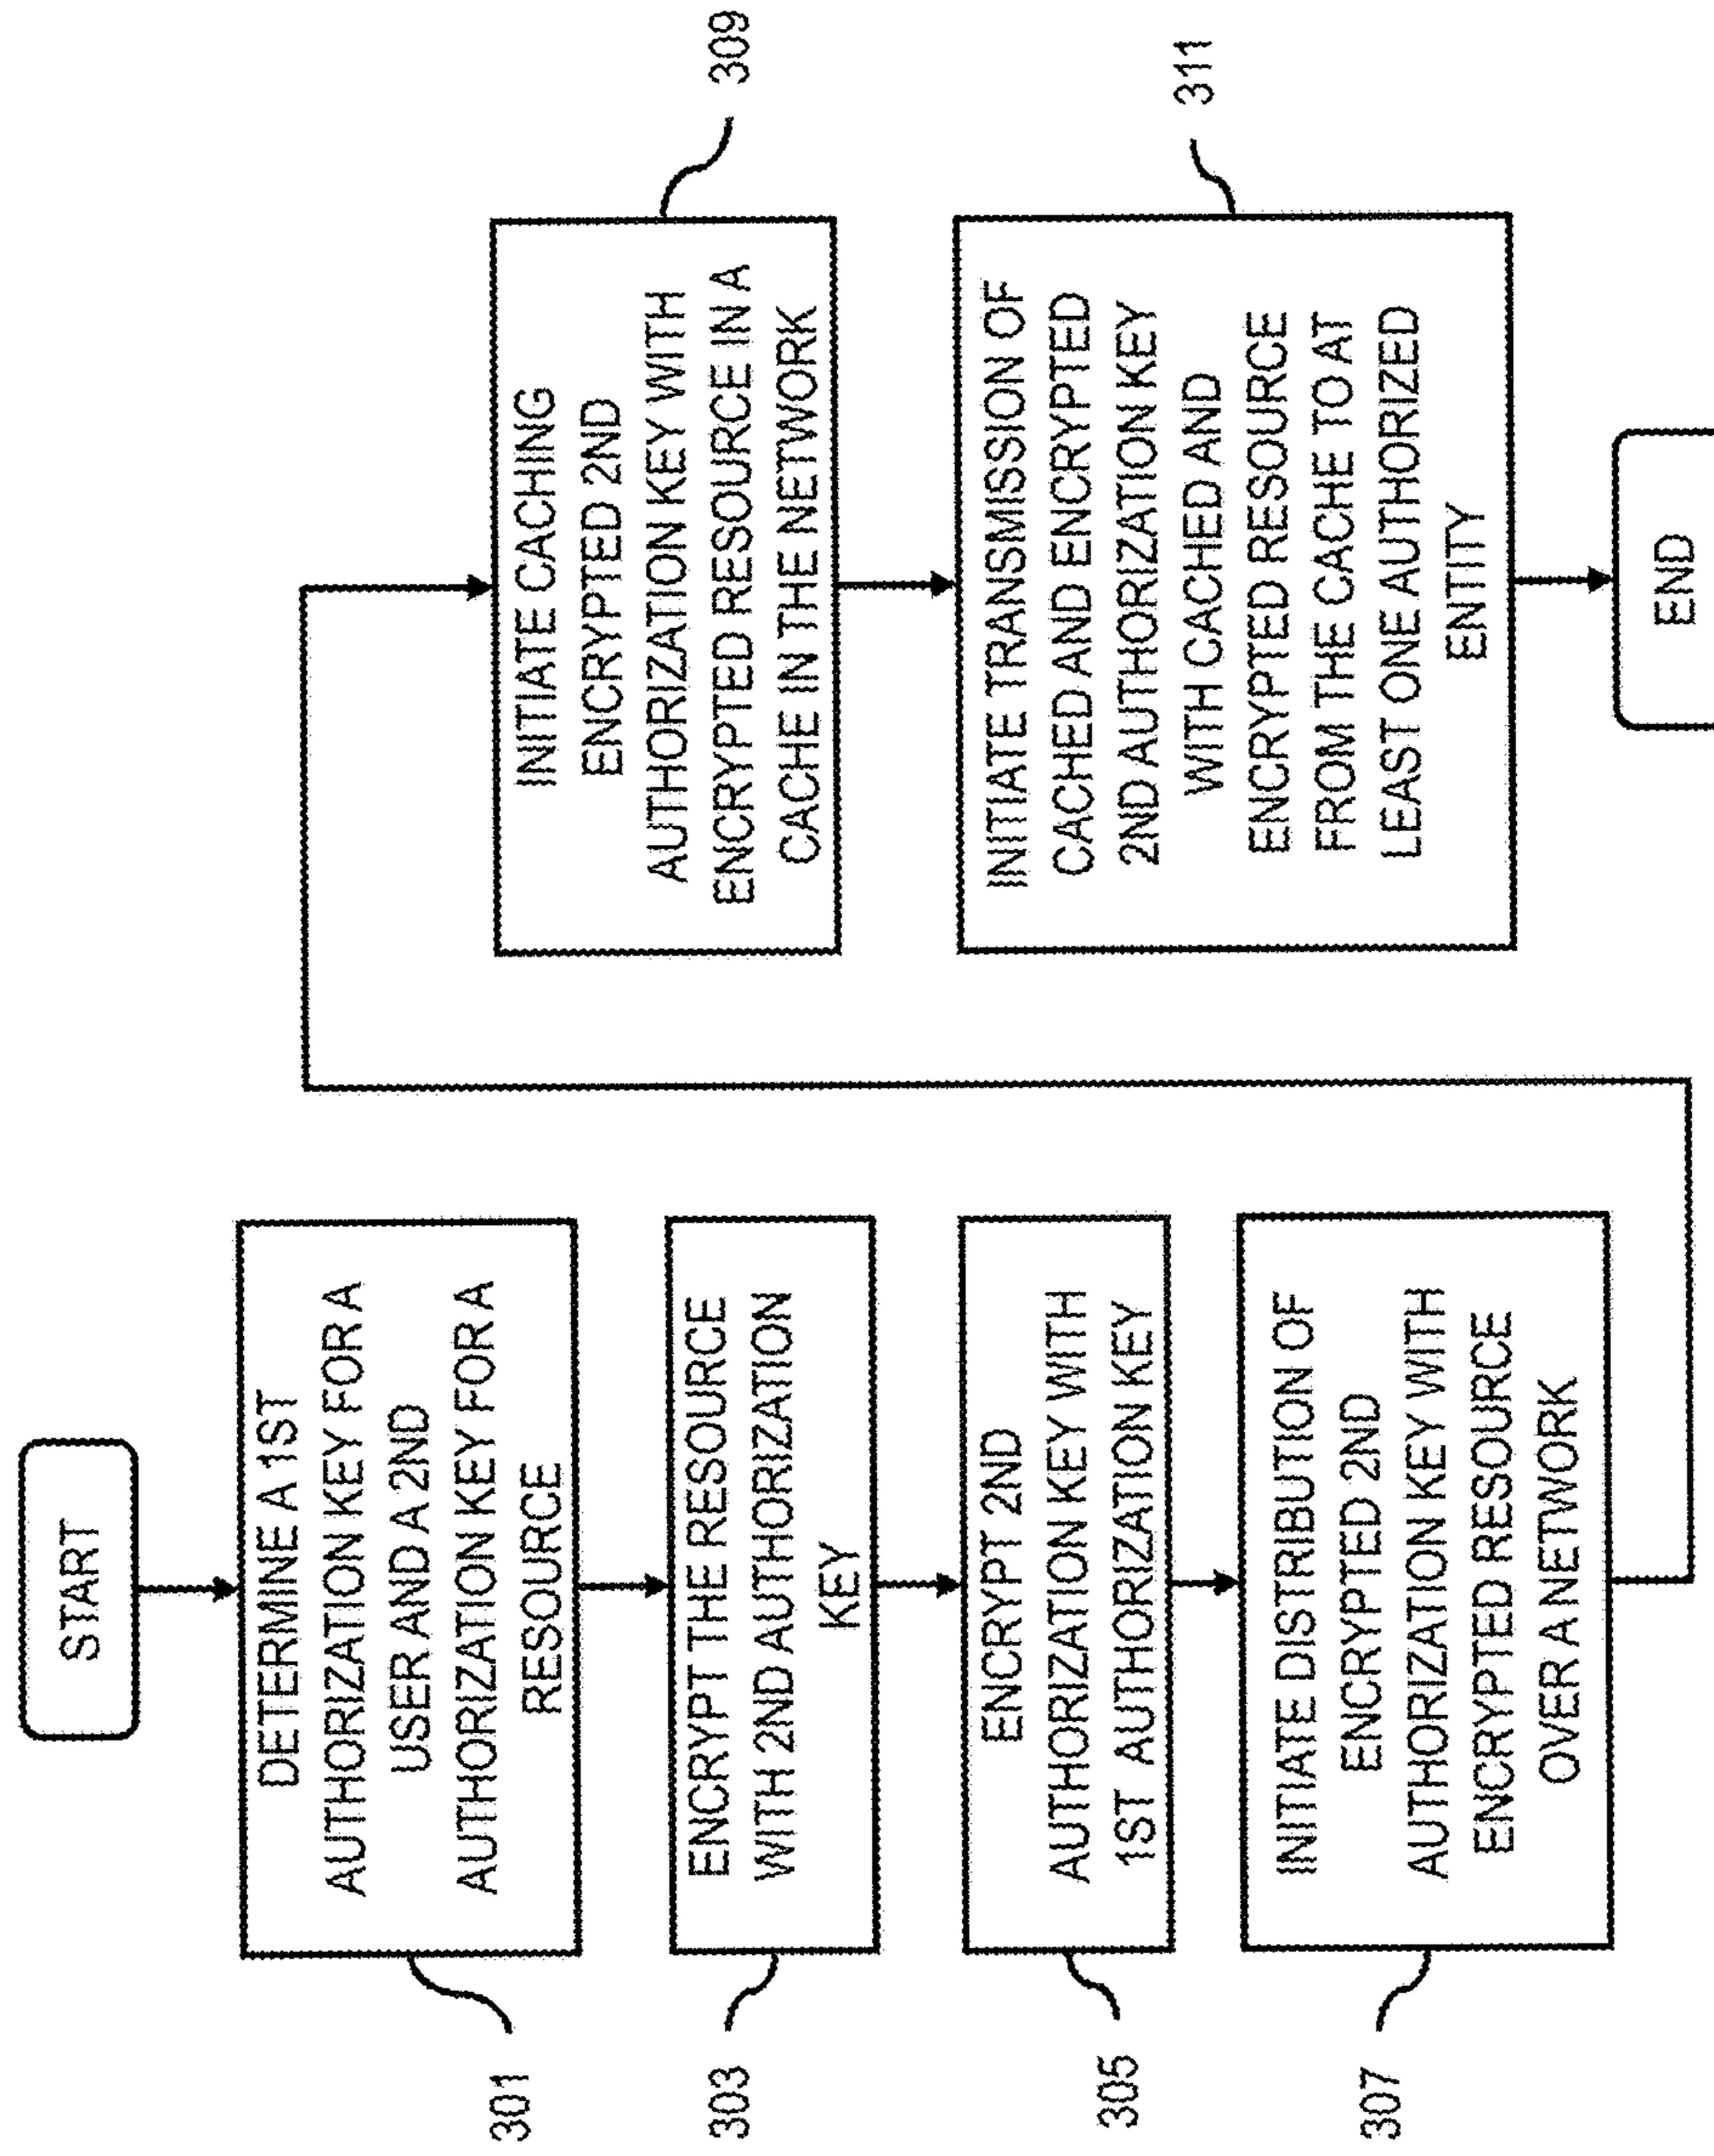 START
DETERMINE A 1ST
AUTHORIZATION KEY FOR A
USER AND A 2ND
AUTHORIZATION KEY FOR A
RESOURCE
301
ENCRYPT THE RESOURCE
WITH 2ND AUTHORIZATION
KEY
303
ENCRYPT 2ND
AUTHORIZATION KEY WITH
1ST AUTHORIZATION KEY
305
INITIATE DISTRIBUTION OF
ENCRYPTED 2ND
AUTHORIZATION KEY WITH
ENCRYPTED RESOURCE
OVER A NETWORK
307
INITIATE CACHING
ENCRYPTED 2ND
AUTHORIZATION KEY WITH
ENCRYPTED RESOURCE IN A
CACHE IN THE NETWORK
309
INITIATE TRANSMISSION OF
CACHED AND ENCRYPTED
2ND AUTHORIZATION KEY
WITH CACHED AND
ENCRYPTED RESOURCE
FROM THE CACHE TO AT
LEAST ONE AUTHORIZED
ENTITY
311
END